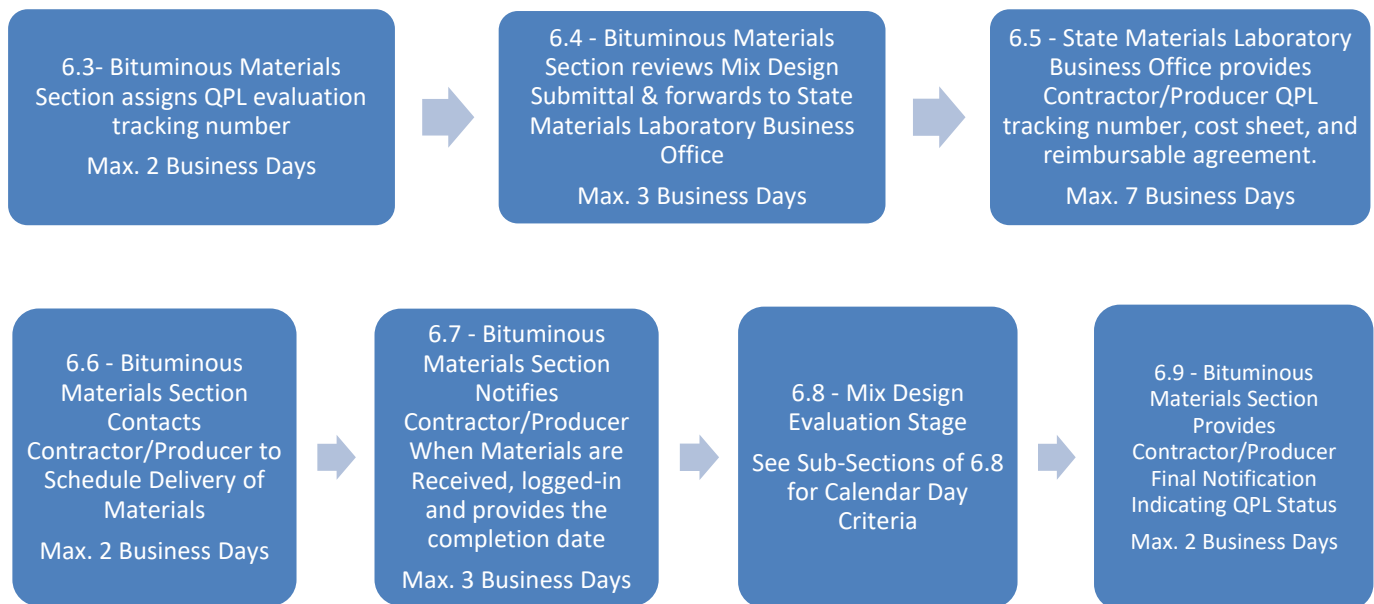 6.3- Bituminous Materials
Section assigns QPL evaluation
tracking number
Max. 2 Business Days
6.4 - Bituminous Materials
Section reviews Mix Design
Submittal & forwards to State
Materials Laboratory Business
Office
Max. 3 Business Days
6.5 - State Materials Laboratory
Business Office provides
Contractor/Producer QPL
tracking number, cost sheet, and
reimbursable agreement.
Max. 7 Business Days
6.6 - Bituminous
Materials Section
Contacts
Contractor/Producer to
Schedule Delivery of
Materials
Max. 2 Business Days
6.7 - Bituminous
Materials Section
Notifies
Contractor/Producer
When Materials are
Received, logged-in
and provides the
completion date
Max. 3 Business Days
6.8 - Mix Design
Evaluation Stage
See Sub-Sections of 6.8
for Calendar Day
Criteria
6.9 - Bituminous
Materials Section
Provides
Contractor/Producer
Final Notification
Indicating QPL Status
Max. 2 Business Days